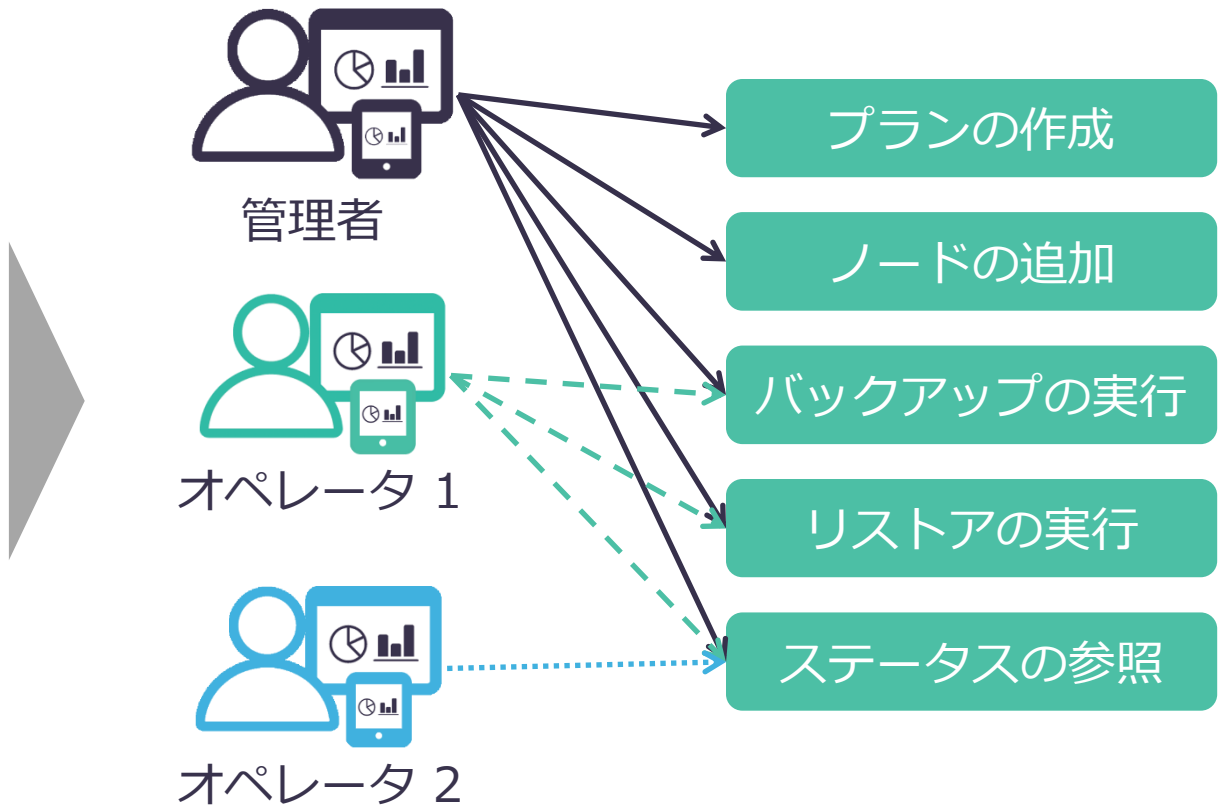 管理者
オペレータ 1
オペレータ 2
プランの作成
ノードの追加
バックアップの実行
リストアの実行
ステータスの参照